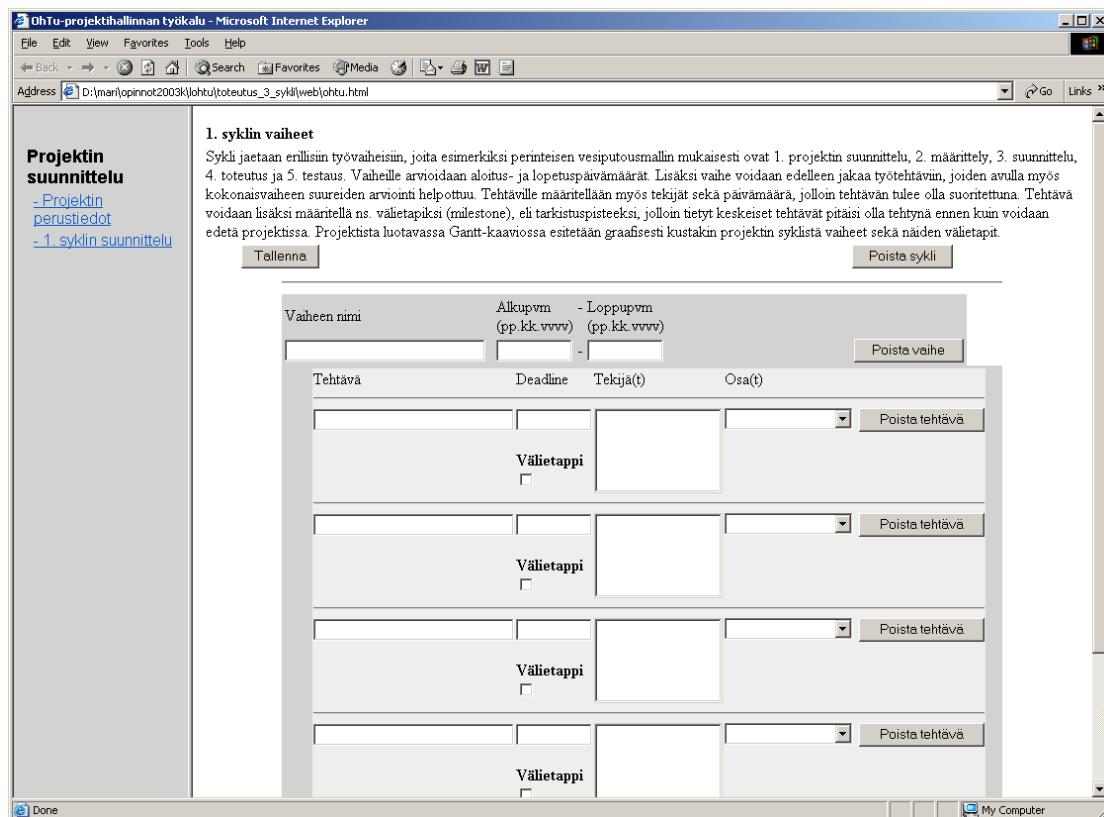 OhTu-projektihallinnan työkalu - Microsoft Internet Explorer
File Edit View Favorites Tools Help
Back Search Favorites Media
Address D:\mari\opinnot2003k\lohtu\toteutus_3_sykli\web\ohtu.html Go Links »
Projektin suunnittelu
- Projektin perustiedot
- 1. syklin suunnittelu
1. syklin vaiheet
Sykli jaetaan erillisiin työvaiheisiin, joita esimerkiksi perinteisen vesiputousmallin mukaisesti ovat 1. projektin suunnittelu, 2. määrittely, 3. suunnittelu,
4. toteutus ja 5. testaus. Vaiheille arvioidaan aloitus- ja lopetuspäivämäärät. Lisäksi vaihe voidaan edelleen jakaa työtehtäviin, joiden avulla myös
kokonaisvaiheen suureiden arviointi helpottuu. Tehtäville määritellään myös tekijät sekä päivämäärä, jolloin tehtävän tulee olla suoritettuna. Tehtävä
voidaan lisäksi määritellä ns. välietapiksi (milestone), eli tarkistuspisteeksi, jolloin tietyt keskeiset tehtävät pitäisi olla tehtynä ennen kuin voidaan
edetä projektissa. Projektista luotavassa Gantt-kaaviossa esitetään graafisesti kustakin projektin syklistä vaiheet sekä näiden välietapit.
Tallenna Poista sykli
Vaiheen nimi Alkupvm - Loppupvm
(pp.kk.vvvv) (pp.kk.vvvv)
- Poista vaihe
Tehtävä Deadline Tekijä(t) Osa(t)
Poista tehtävä
Välietappi
Poista tehtävä
Välietappi
Poista tehtävä
Välietappi
Poista tehtävä
Välietappi
Done My Computer